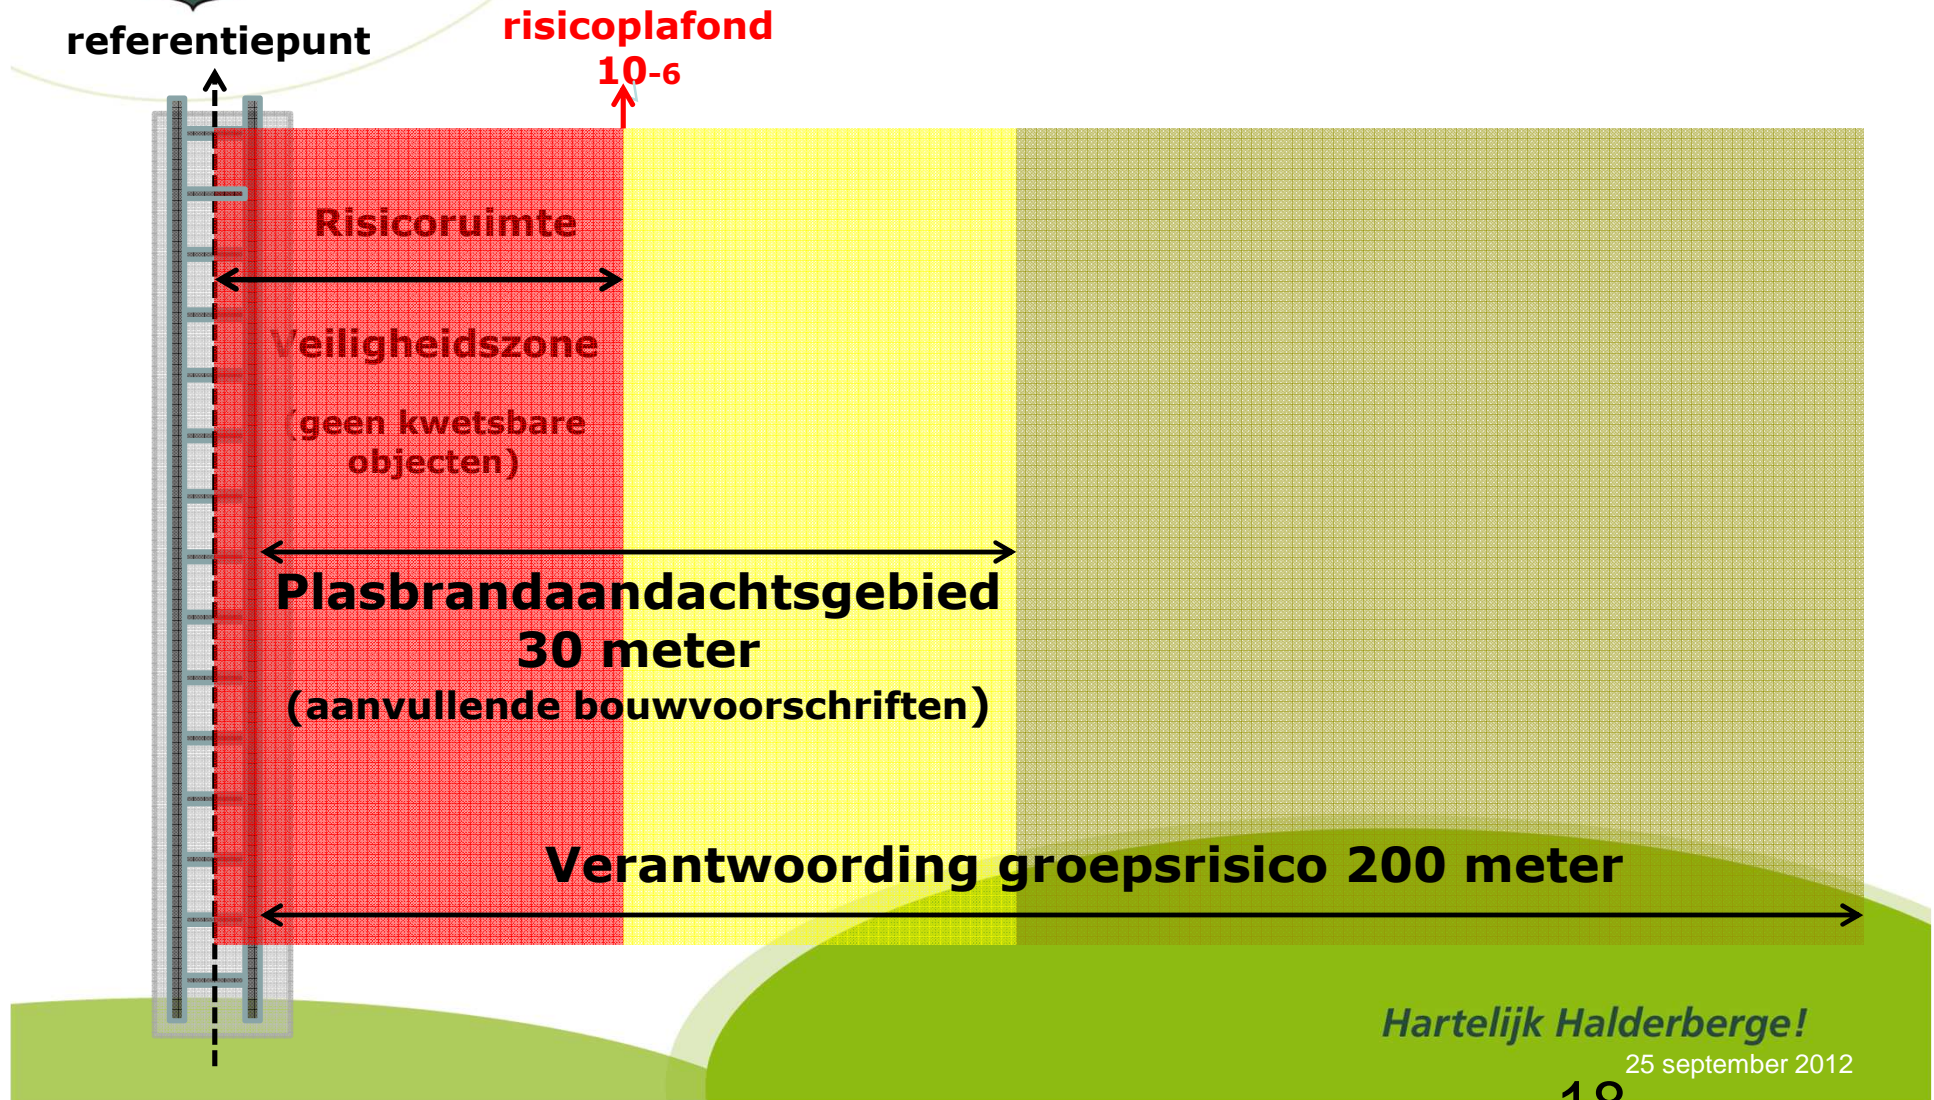 referentiepunt
risicoplafond
10-6
Risicoruimte
Veiligheidszone
(geen kwetsbare
objecten)
Plasbrandaandachtsgebied
30 meter
(aanvullende bouwvoorschriften)
Verantwoording groepsrisico 200 meter
Hartelijk Halderberge!
25 september 2012
18